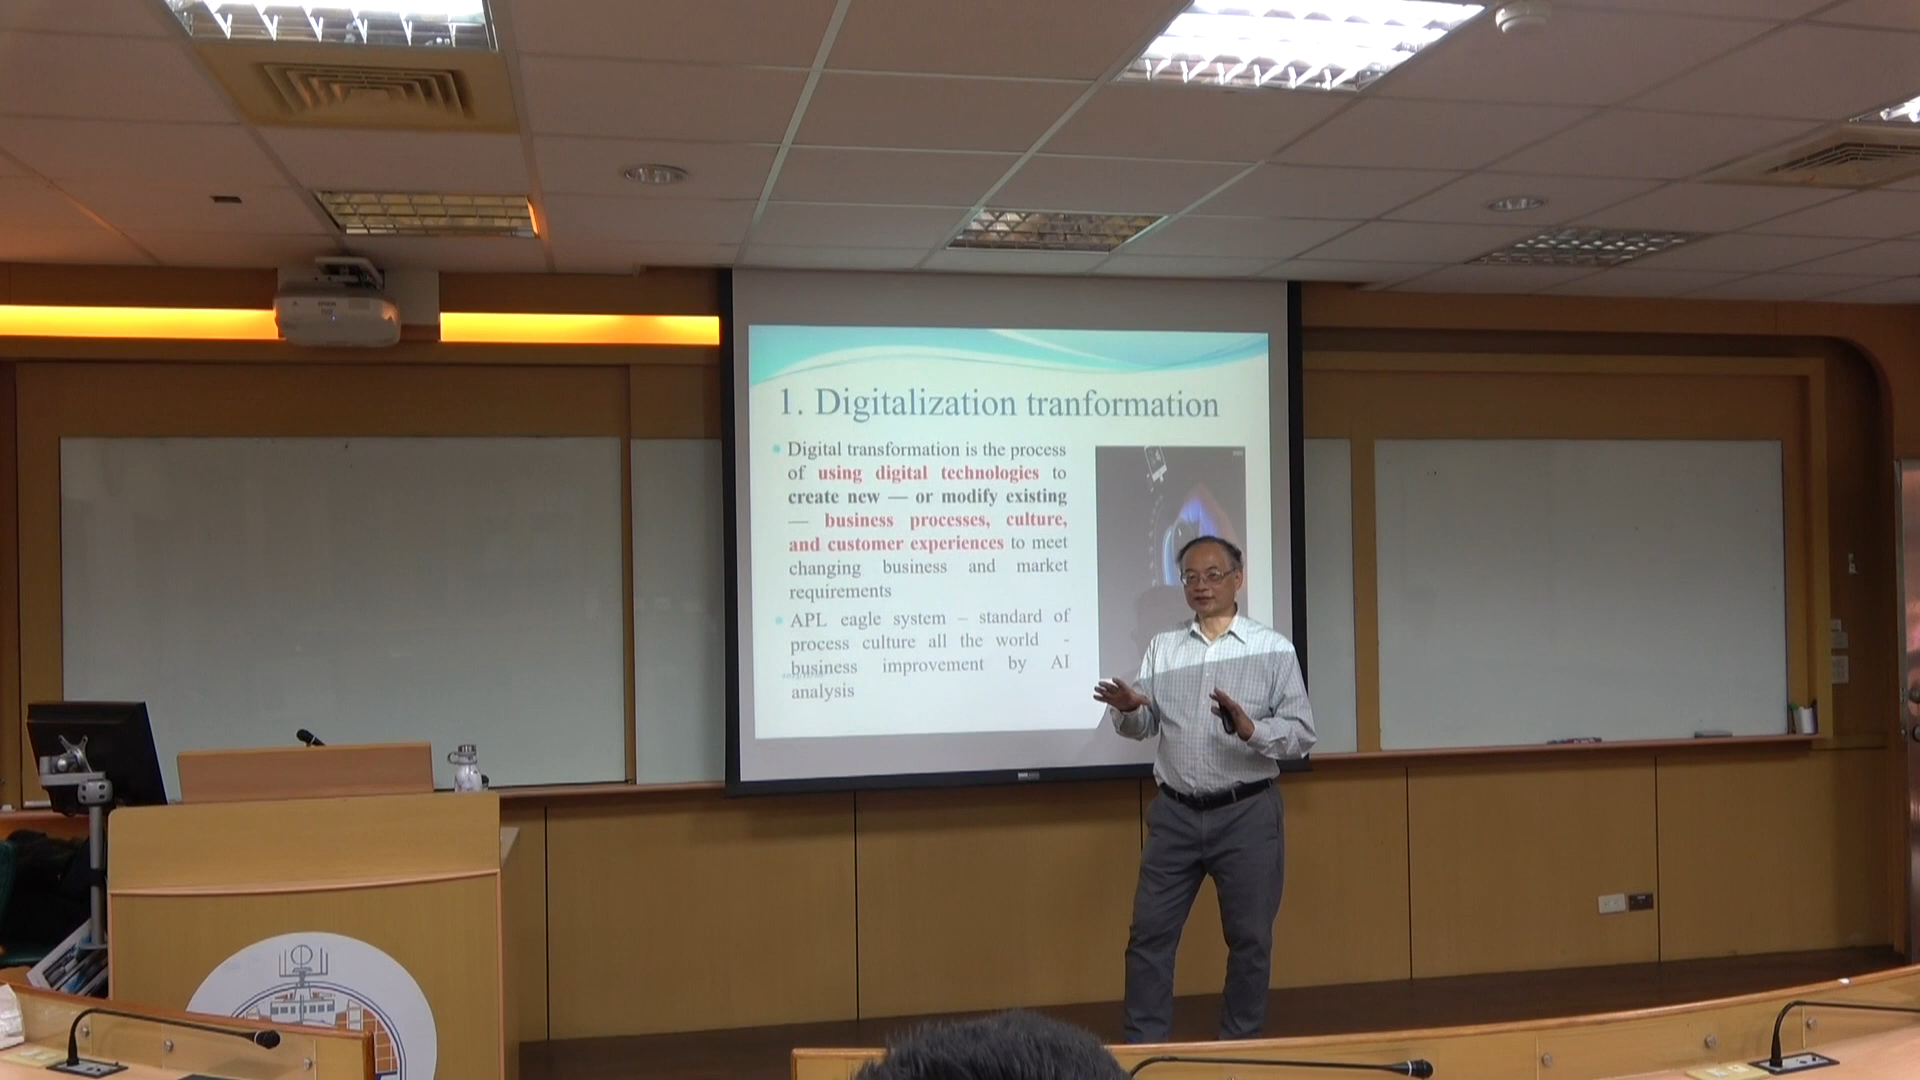 1. Digitalization tranformation
Digital transformation is the process
of using digital technologies to
create new — or modify existing
— business processes, culture,
and customer experiences to meet
changing business and market
requirements
APL eagle system – standard of
process culture all the world -
business improvement by AI
analysis
EPSON